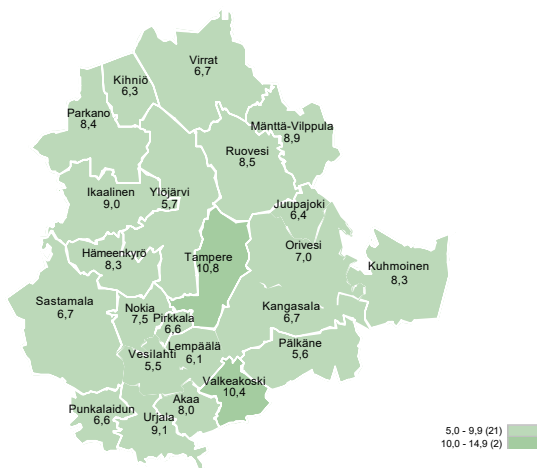 Virrat
6,7
Kihniö
6,3
Parkano
8,4
Mänttä-Vilppula
8,9
Ruovesi
8,5
Ikaalinen
9,0
Ylöjärvi
5,7
Juupajoki
6,4
Hämeenkyrö
8,3
Tampere
10,8
Orivesi
7,0
Kuhmoinen
8,3
Sastamala
6,7
Nokia
7,5
Pirkkala
6,6
Kangasala
6,7
Vesilahti
5,5
Lempäälä
6,1
Pälkäne
5,6
Valkeakoski
10,4
Punkalaidun
6,6
Akaa
8,0
Urjala
9,1
5,0 - 9,9 (21)
10,0 - 14,9 (2)